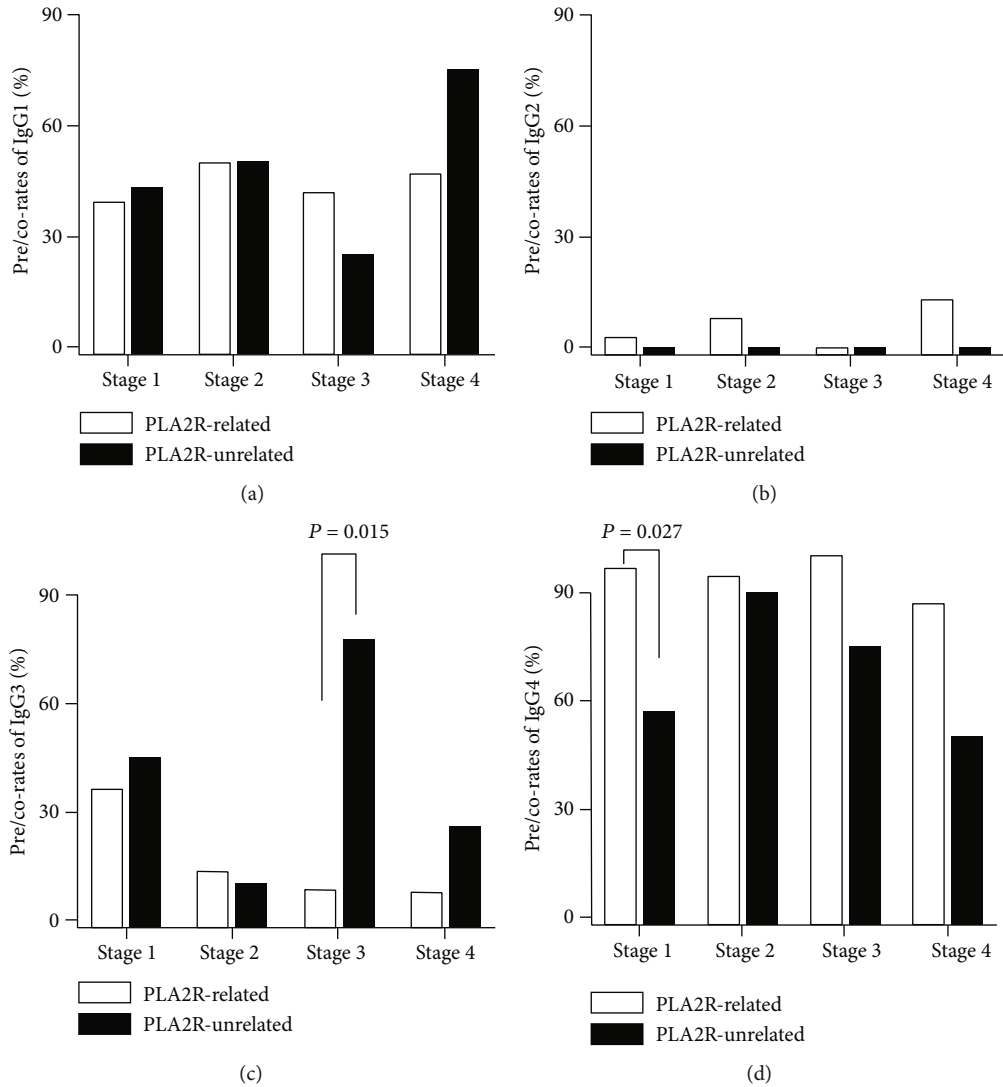 Pre/co-rates of IgG1 (%)
90
60
30
0
Stage 1 Stage 2 Stage 3 Stage 4
PLA2R-related
PLA2R-unrelated
(a)
Pre/co-rates of IgG2 (%)
90
60
30
0
Stage 1 Stage 2 Stage 3 Stage 4
PLA2R-related
PLA2R-unrelated
(b)
P = 0.015
Pre/co-rates of IgG3 (%)
90
60
30
0
Stage 1 Stage 2 Stage 3 Stage 4
PLA2R-related
PLA2R-unrelated
(c)
P = 0.027
Pre/co-rates of IgG4 (%)
90
60
30
0
Stage 1 Stage 2 Stage 3 Stage 4
PLA2R-related
PLA2R-unrelated
(d)